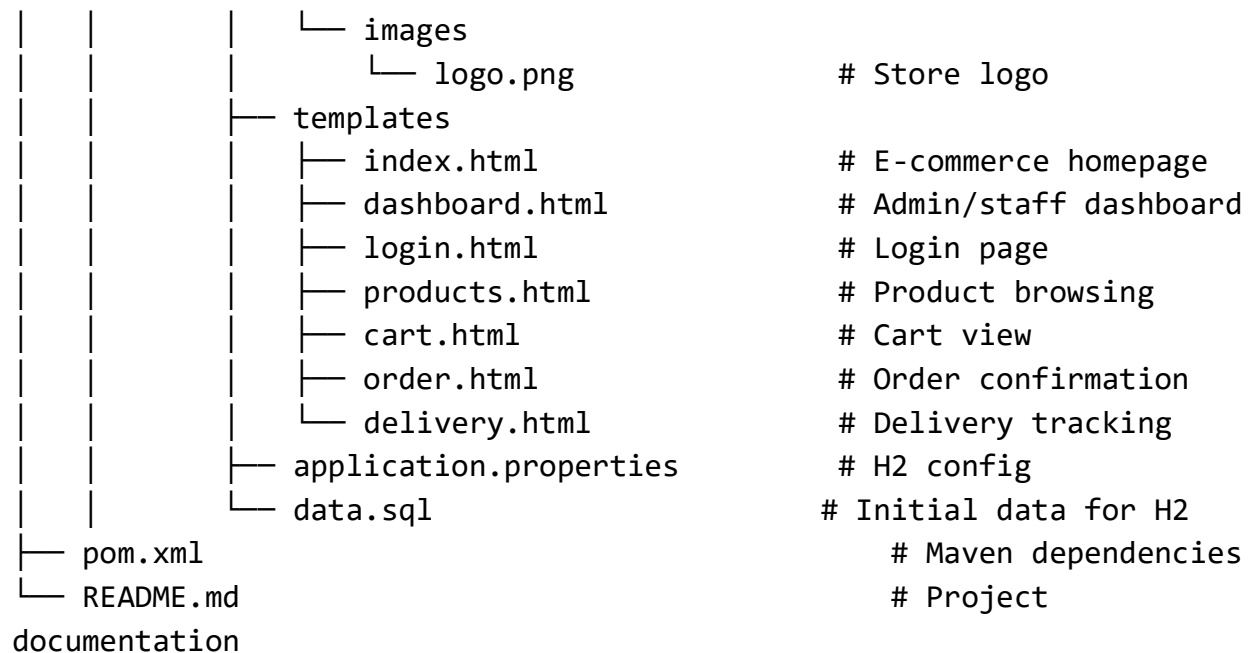 │   │       │   └── images
│   │       │       └── logo.png               # Store logo
│   │       ├── templates
│   │       │   ├── index.html                 # E-commerce homepage
│   │       │   ├── dashboard.html             # Admin/staff dashboard
│   │       │   ├── login.html                 # Login page
│   │       │   ├── products.html              # Product browsing
│   │       │   ├── cart.html                  # Cart view
│   │       │   ├── order.html                 # Order confirmation
│   │       │   └── delivery.html              # Delivery tracking
│   │       ├── application.properties         # H2 config
│   │       └── data.sql                      # Initial data for H2
├── pom.xml                                       # Maven dependencies
└── README.md                                     # Project
documentation